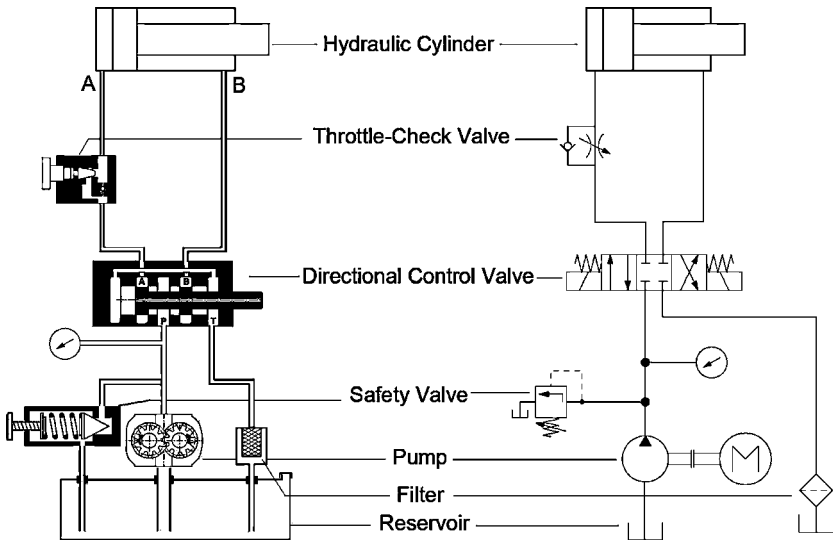 Hydraulic Cylinder
A
B
Throttle-Check Valve
Directional Control Valve
A
B
P
T
Safety Valve
Pump
M
Filter
Reservoir